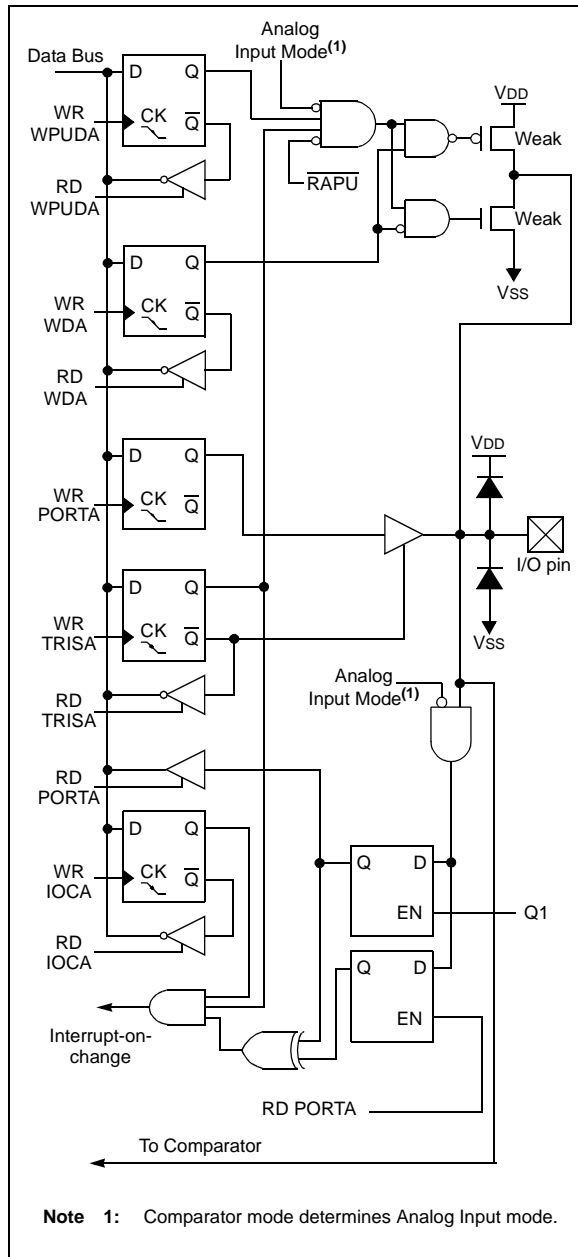 Analog
Input Mode(1)
Data Bus
D Q
VDD
WR
WPUDA
CK Q
Weak
RD
WPUDA
RAPU
Weak
D Q
VSS
WR
WDA
CK Q
RD
WDA
D Q
VDD
WR
PORTA
CK Q
I/O pin
D Q
WR
TRISA
CK Q
VSS
RD
TRISA
Analog
Input Mode(1)
RD
PORTA
D Q
WR
IOCA
CK Q
Q D
EN
Q1
RD
IOCA
Q D
EN
Interrupt-on-
change
RD PORTA
To Comparator
Note 1: Comparator mode determines Analog Input mode.